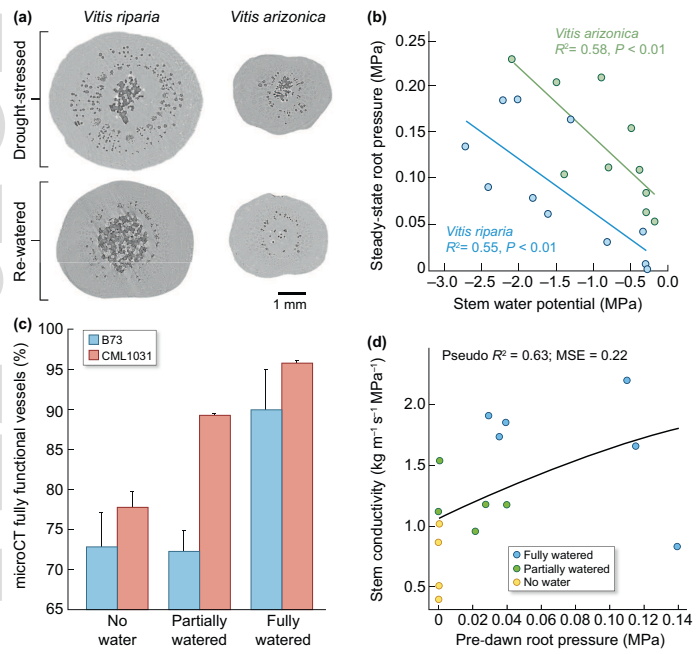 (a)
Vitis riparia
Vitis arizonica
Drought-stressed
Re-watered
1 mm
(b)
Steady-state root pressure (MPa)
0.25
0.20
0.15
0.10
0.05
0
Vitis arizonica
R²= 0.58, P < 0.01
Vitis riparia
R²= 0.55, P < 0.01
–3.0 –2.5 –2.0 –1.5 –1.0 –0.5 0.0
Stem water potential (MPa)
(c)
microCT fully functional vessels (%)
100
95
90
85
80
75
70
65
B73
CML1031
No water
Partially watered
Fully watered
(d)
Stem conductivity (kg m⁻¹ s⁻¹ MPa⁻¹)
Pseudo R² = 0.63; MSE = 0.22
2.0
1.5
1.0
0.5
Fully watered
Partially watered
No water
0 0.02 0.04 0.06 0.08 0.10 0.12 0.14
Pre-dawn root pressure (MPa)